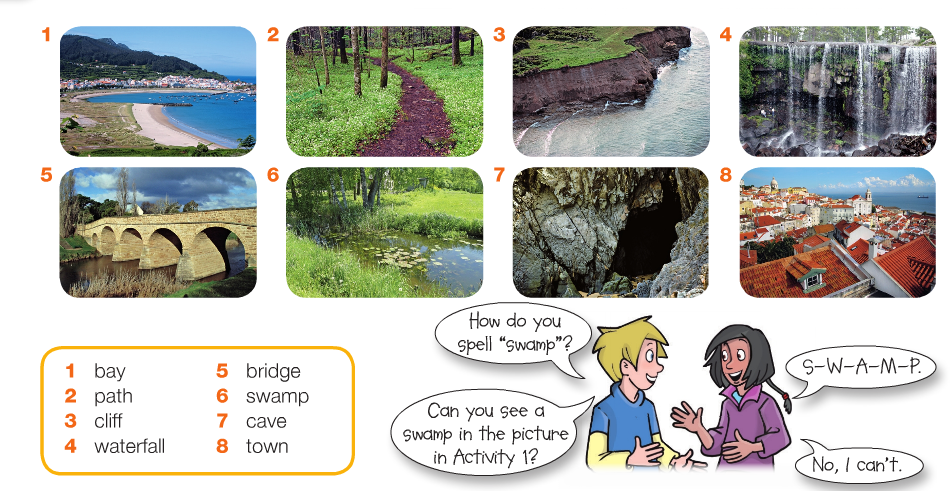 1
2
3
4
5
6
7
8
1 bay
2 path
3 cliff
4 waterfall
5 bridge
6 swamp
7 cave
8 town
How do you
spell “swamp”?
S-W-A-M-P.
Can you see a
swamp in the picture
in Activity 1?
No, I can't.